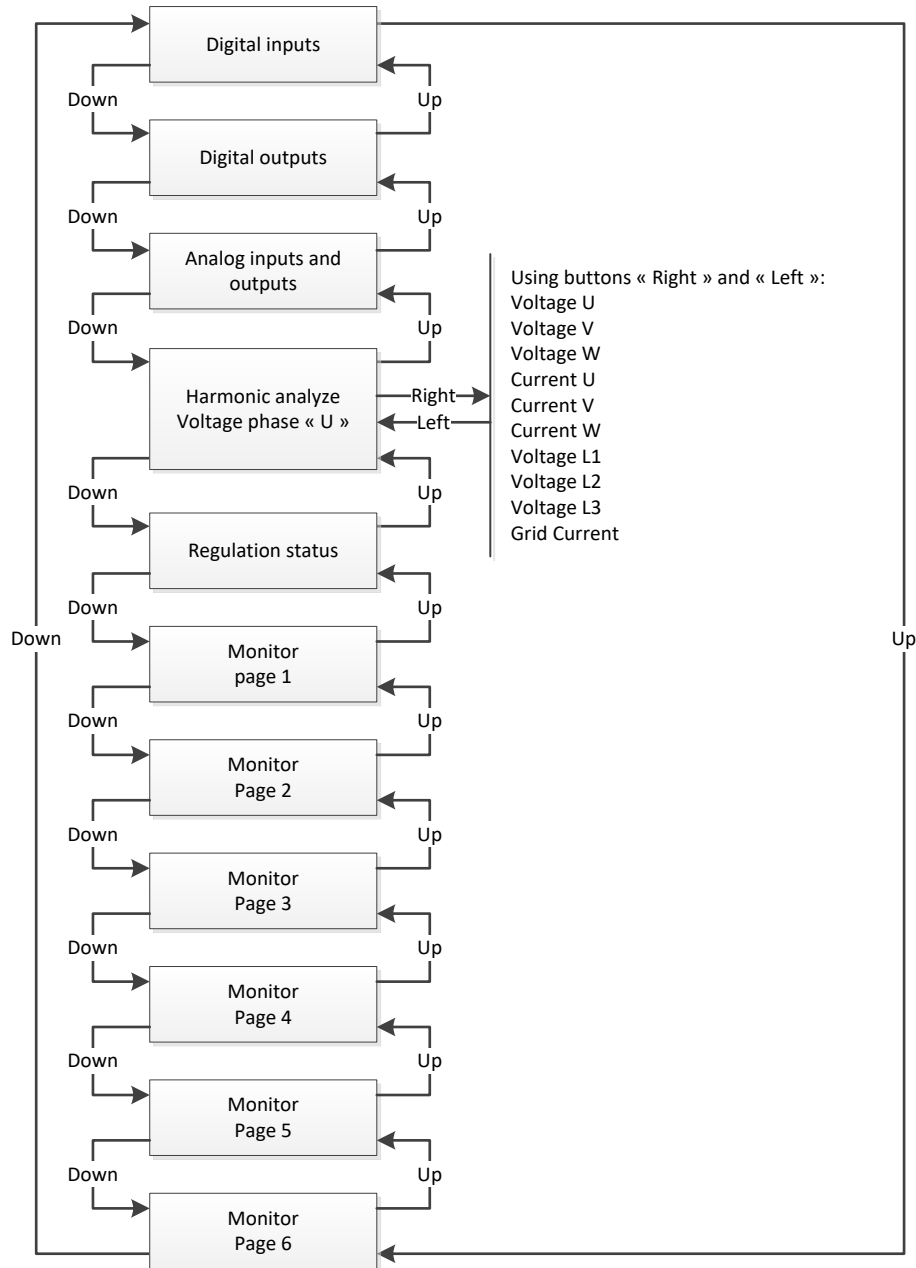 Digital inputs
Down
Up
Digital outputs
Down
Up
Analog inputs and
outputs
Down
Up
Harmonic analyze
Voltage phase « U »
Right
Left
Using buttons « Right » and « Left »:
Voltage U
Voltage V
Voltage W
Current U
Current V
Current W
Voltage L1
Voltage L2
Voltage L3
Grid Current
Down
Up
Regulation status
Down
Up
Down
Up
Monitor
page 1
Down
Up
Monitor
Page 2
Down
Up
Monitor
Page 3
Down
Up
Monitor
Page 4
Down
Up
Monitor
Page 5
Down
Up
Monitor
Page 6